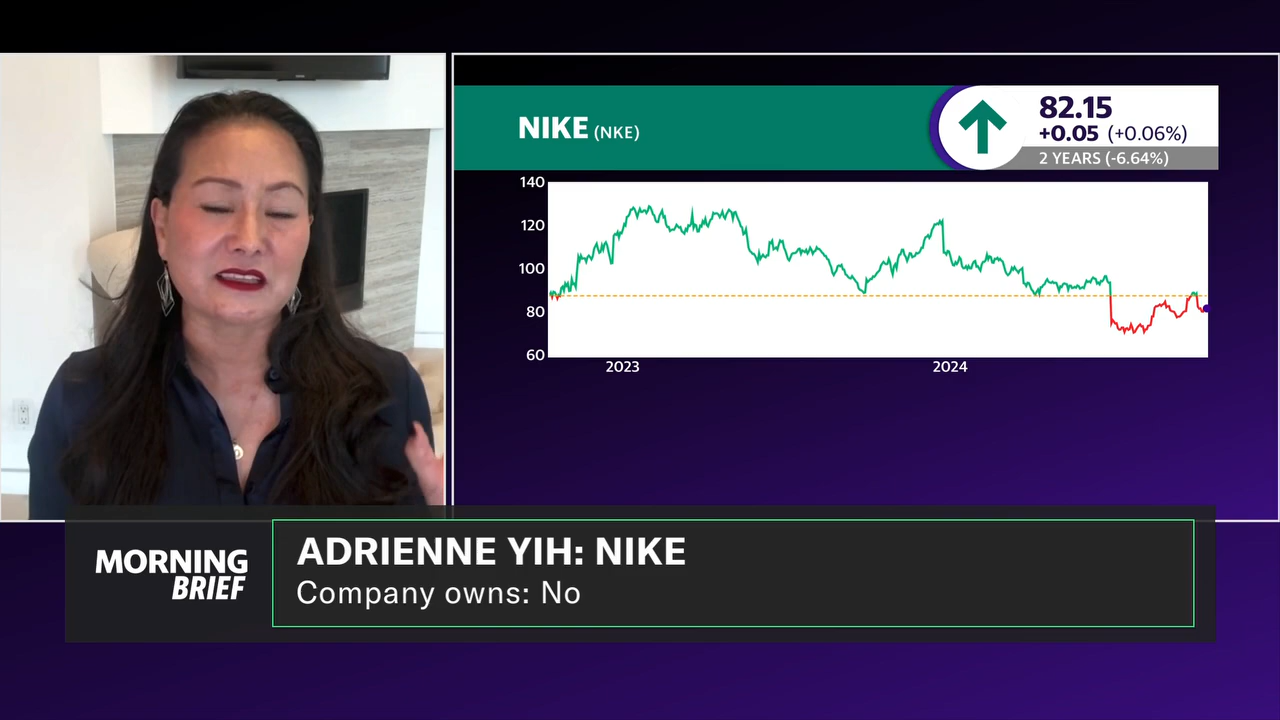 NIKE (NKE)
82.15
+0.05 (+0.06%)
2 YEARS (-6.64%)
140
120
100
80
60
2023
2024
MORNING
BRIEF
ADRIENNE YIH: NIKE
Company owns: No